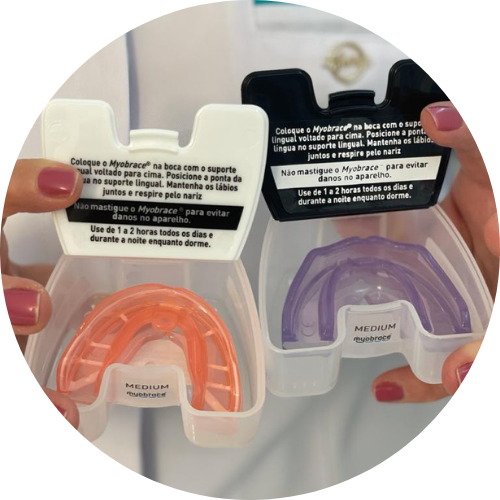 Coloque o Myobrace® na boca com o suporte
lingual voltado para cima. Posicione a ponta da
língua no suporte lingual. Mantenha os lábios
juntos e respire pelo nariz
Não mastigue o Myobrace® para evitar
danos no aparelho.
Use de 1 a 2 horas todos os dias e
durante a noite enquanto dorme.
MEDIUM
myobrace
Coloque o Myobrace® na boca com o
lingual voltado para cima. Posicione a pont
língua no suporte lingual. Mantenha os lábios
juntos e respire pelo nariz
Não mastigue o Myobrace® para evitar
danos no aparelho.
Use de 1 a 2 horas todos os dias e
durante a noite enquanto dorme.
MEDIUM
myobrace